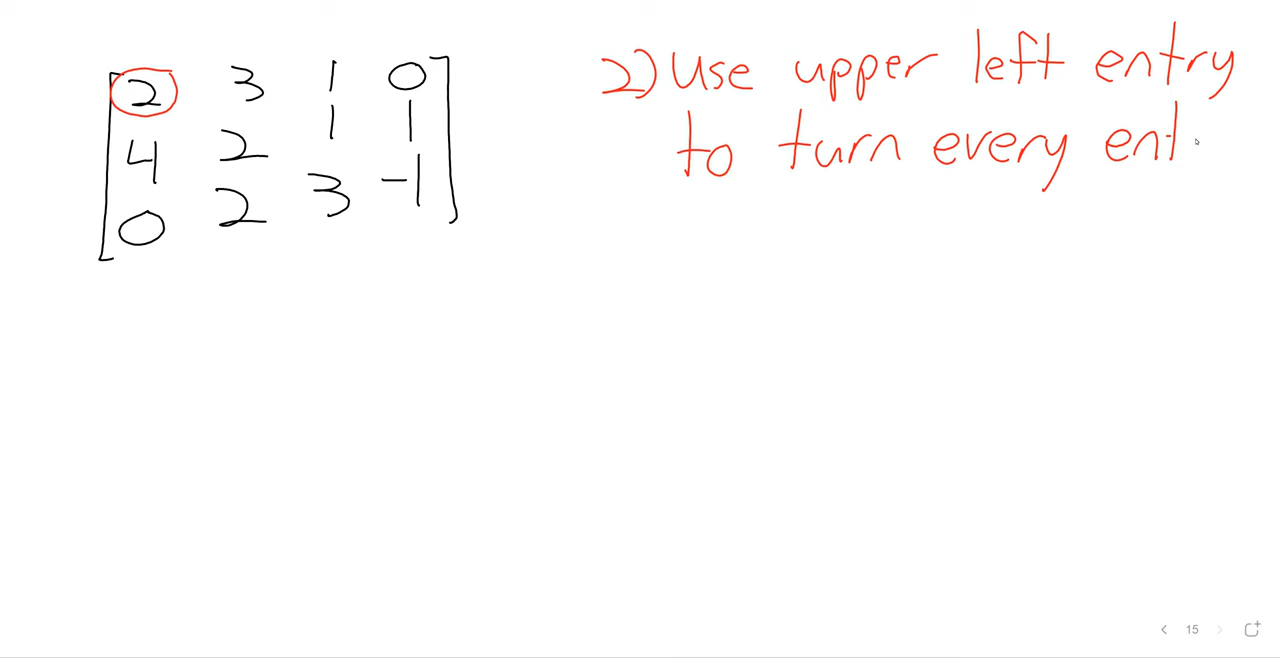 2 3 1 0
4 2 1 1
0 2 3 -1
2) Use upper left entry
to turn every ent
15